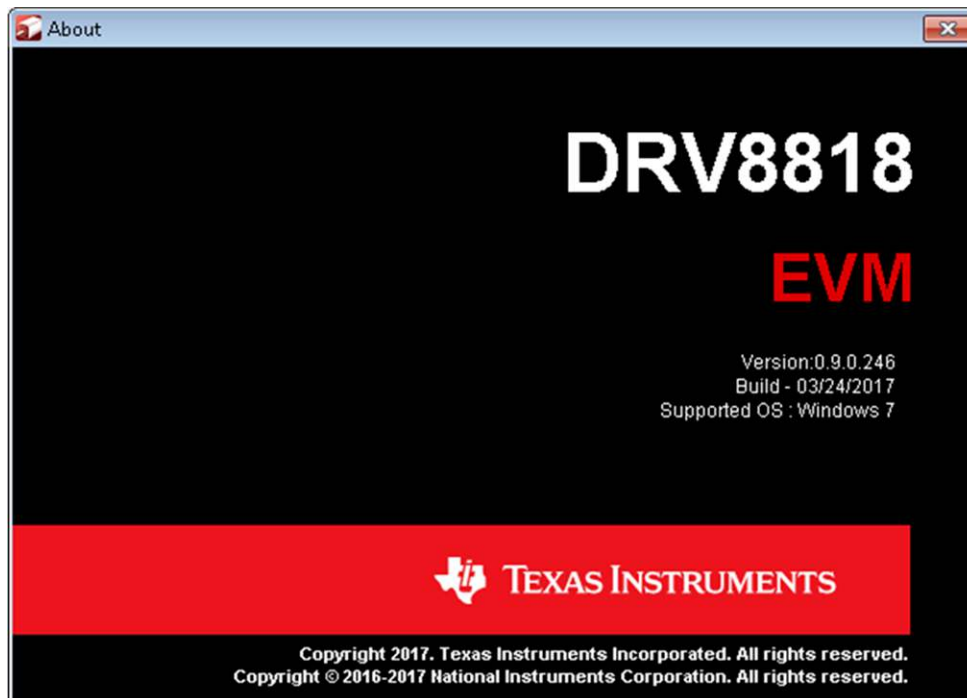 About
DRV8818
EVM
Version:0.9.0.246
Build - 03/24/2017
Supported OS : Windows 7
TEXAS INSTRUMENTS
Copyright 2017. Texas Instruments Incorporated. All rights reserved.
Copyright © 2016-2017 National Instruments Corporation. All rights reserved.